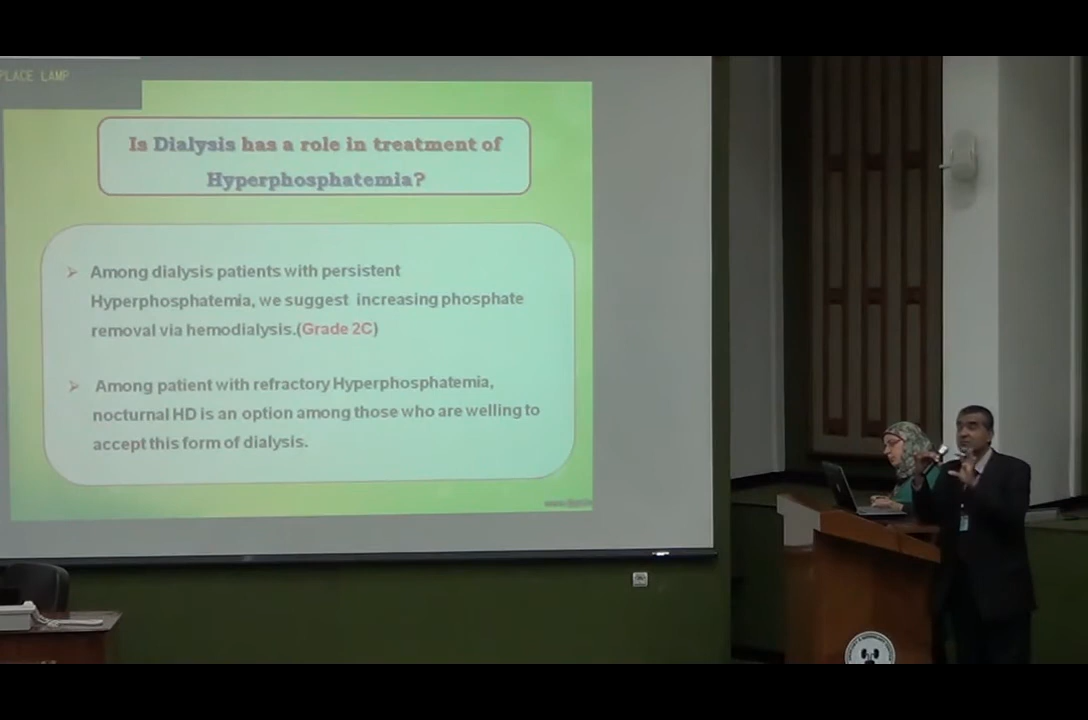 PLACE LAMP
Is Dialysis has a role in treatment of
Hyperphosphatemia?
➢ Among dialysis patients with persistent
Hyperphosphatemia, we suggest increasing phosphate
removal via hemodialysis.(Grade 2C)
➢ Among patient with refractory Hyperphosphatemia,
nocturnal HD is an option among those who are welling to
accept this form of dialysis.